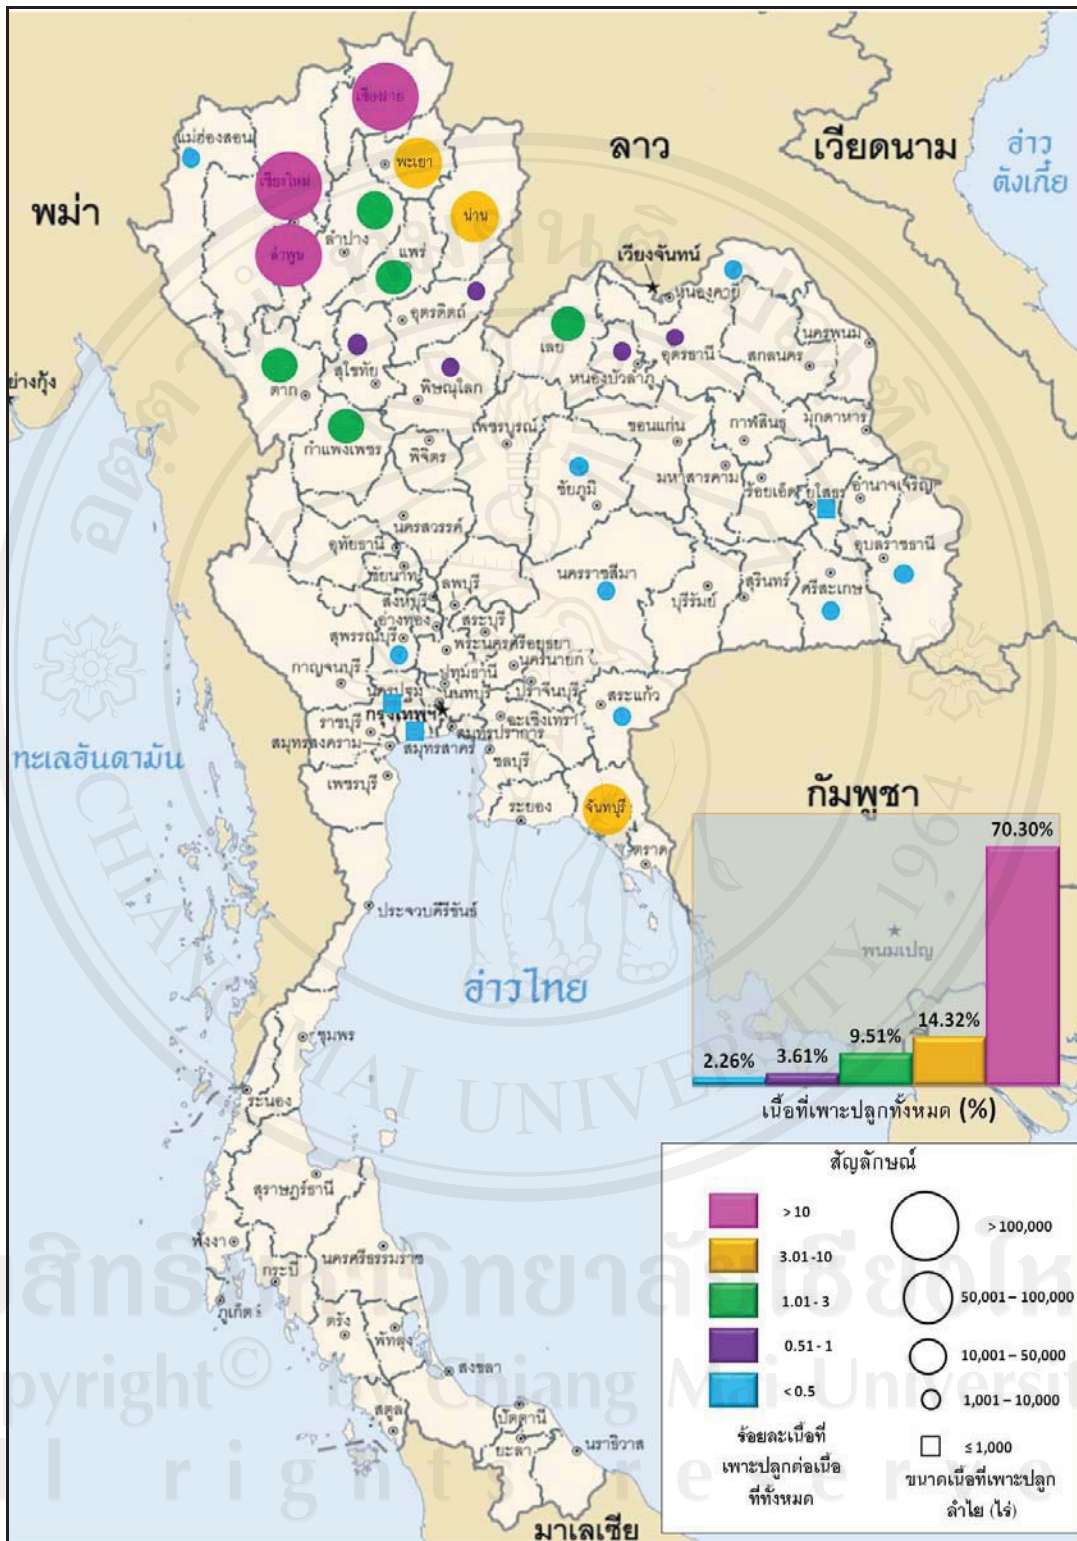 เชียงราย
แม่ฮ่องสอน
พะเยา
ลาว
เวียดนาม
อ่าว
ตังเกี๋ย
เชียงใหม่
พม่า
น่าน
ลำปาง
แพร่
ลำพูน
เวียงจันทน์
หนองคาย
อุตรดิตถ์
นครพนม
เลย
อุดรธานี
สกลนคร
สุโขทัย
หนองบัวลำภู
ย่างกุ้ง
ตาก
พิษณุโลก
เพชรบูรณ์
ขอนแก่น
กาฬสินธุ์
มุกดาหาร
กำแพงเพชร
พิจิตร
มหาสารคาม
ชัยภูมิ
ร้อยเอ็ด
ยโสธร
อำนาจเจริญ
นครสวรรค์
อุทัยธานี
อุบลราชธานี
ชัยนาท
ลพบุรี
นครราชสีมา
บุรีรัมย์
สุรินทร์
ศรีสะเกษ
สิงห์บุรี
อ่างทอง
สระบุรี
สุพรรณบุรี
พระนครศรีอยุธยา
กาญจนบุรี
นครนายก
ปทุมธานี
นครปฐม
นนทบุรี
ปราจีนบุรี
สระแก้ว
กรุงเทพฯ
ฉะเชิงเทรา
ราชบุรี
สมุทรปราการ
สมุทรสงคราม
สมุทรสาคร
ทะเลอันดามัน
ชลบุรี
เพชรบุรี
ระยอง
จันทบุรี
กัมพูชา
ตราด
70.30%
ประจวบคีรีขันธ์
พนมเปญ
อ่าวไทย
14.32%
9.51%
3.61%
2.26%
ชุมพร
ระนอง
เนื้อที่เพาะปลูกทั้งหมด (%)
สัญลักษณ์
สุราษฎร์ธานี
> 10
> 100,000
พังงา
นครศรีธรรมราช
3.01 -10
กระบี่
ภูเก็ต
1.01 - 3
50,001 – 100,000
ตรัง
พัทลุง
0.51 - 1
10,001 – 50,000
สงขลา
< 0.5
1,001 – 10,000
สตูล
ปัตตานี
ยะลา
นราธิวาส
ร้อยละเนื้อที่
เพาะปลูกต่อเนื้อ
ที่ทั้งหมด
≤ 1,000
ขนาดเนื้อที่เพาะปลูก
ลำไย (ไร่)
มาเลเซีย
CHIANG MAI UNIVERSITY 1964
Copyright © by Chiang Mai University
All rights reserved